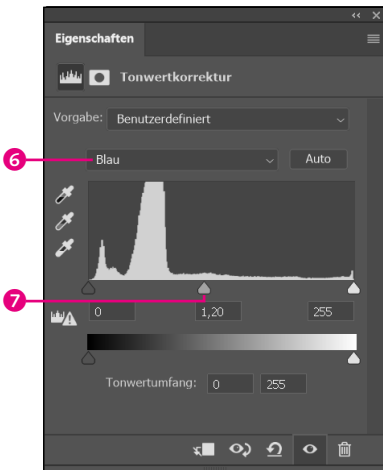 Eigenschaften
Tonwertkorrektur
Vorgabe: Benutzerdefiniert
6 Blau Auto
7
0 1,20 255
Tonwertumfang: 0 255